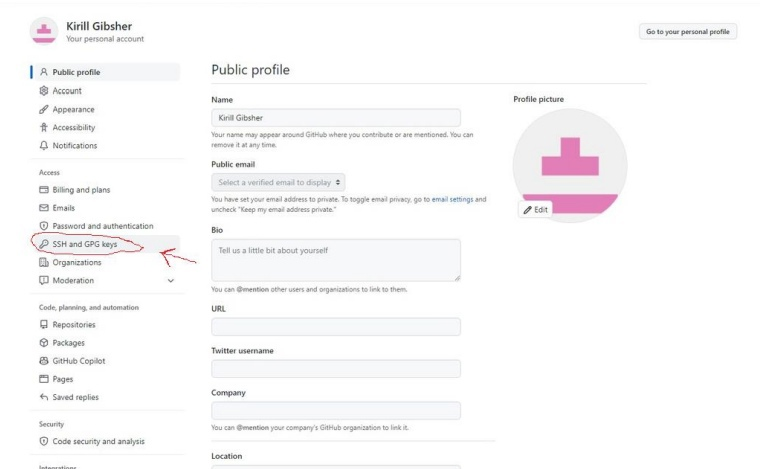 Kirill Gibsher
Your personal account
Go to your personal profile
Public profile
Account
Appearance
Accessibility
Notifications
Access
Billing and plans
Emails
Password and authentication
SSH and GPG keys
Organizations
Moderation
Code, planning, and automation
Repositories
Packages
GitHub Copilot
Pages
Saved replies
Security
Code security and analysis
Integrations
Public profile
Name
Kirill Gibsher
Your name may appear around GitHub where you contribute or are mentioned. You can
remove it at any time.
Public email
Select a verified email to display
You have set your email address to private. To toggle email privacy, go to email settings and
uncheck "Keep my email address private."
Bio
Tell us a little bit about yourself
You can @mention other users and organizations to link to them.
URL
Twitter username
Company
You can @mention your company's GitHub organization to link it.
Location
Profile picture
Edit